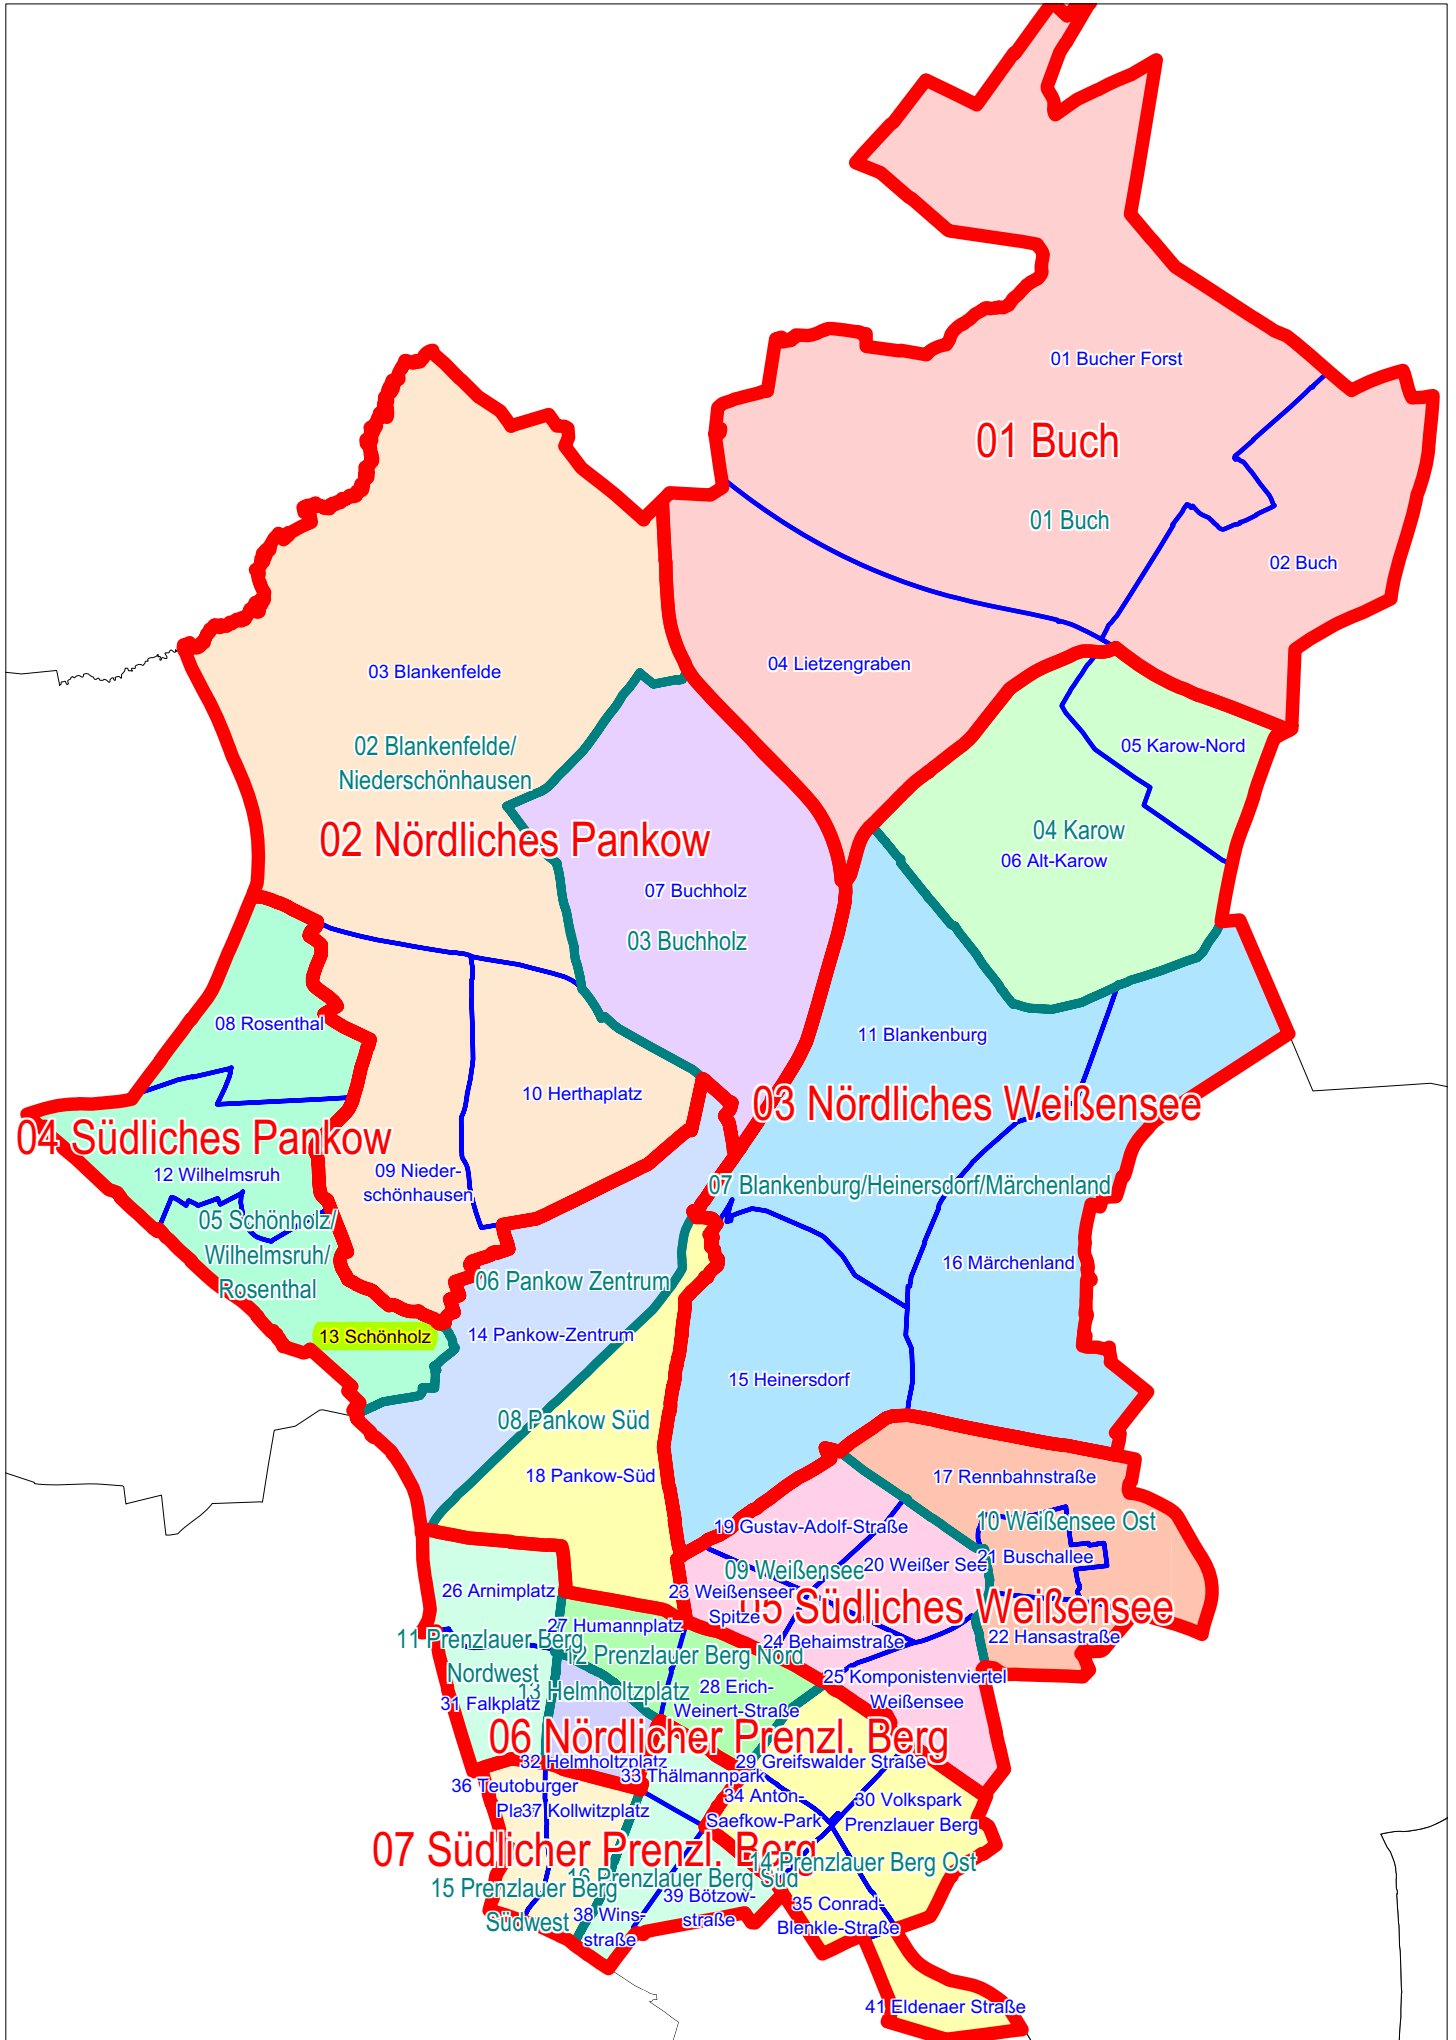 01 Bucher Forst
01 Buch
01 Buch
02 Buch
04 Lietzengraben
03 Blankenfelde
02 Blankenfelde/
Niederschönhausen
02 Nördliches Pankow
05 Karow-Nord
04 Karow
06 Alt-Karow
07 Buchholz
03 Buchholz
08 Rosenthal
11 Blankenburg
10 Herthaplatz
03 Nördliches Weißensee
04 Südliches Pankow
12 Wilhelmsruh
09 Nieder-
schönhausen
07 Blankenburg/Heinersdorf/Märchenland
05 Schönholz/
Wilhelmsruh/
Rosenthal
16 Märchenland
06 Pankow Zentrum
13 Schönholz
14 Pankow-Zentrum
15 Heinersdorf
08 Pankow Süd
18 Pankow-Süd
17 Rennbahnstraße
10 Weißensee Ost
19 Gustav-Adolf-Straße
20 Weißer See
21 Buschallee
09 Weißensee
26 Arnimplatz
23 Weißenseer
Spitze
05 Südliches Weißensee
27 Humannplatz
22 Hansastraße
24 Behaimstraße
11 Prenzlauer Berg
Nordwest
12 Prenzlauer Berg Nord
25 Komponistenviertel
Weißensee
13 Helmholtzplatz
28 Erich-
Weinert-Straße
31 Falkplatz
06 Nördlicher Prenzl. Berg
32 Helmholtzplatz
29 Greifswalder Straße
33 Thälmannpark
36 Teutoburger
Pla
37 Kollwitzplatz
34 Anton-
Saefkow-Park
30 Volkspark
Prenzlauer Berg
07 Südlicher Prenzl. Berg
14 Prenzlauer Berg Ost
16 Prenzlauer Berg Süd
15 Prenzlauer Berg
Südwest
39 Bötzow-
straße
35 Conrad-
Blenkle-Straße
38 Wins-
straße
41 Eldenaer Straße